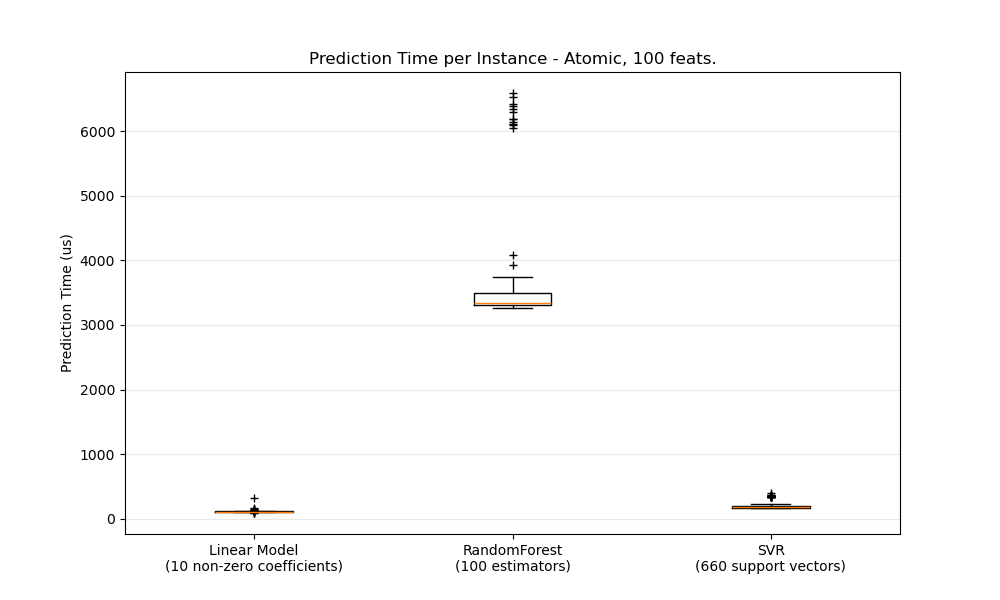 Prediction Time per Instance - Atomic, 100 feats.
Prediction Time (us)
6000
5000
4000
3000
2000
1000
0
Linear Model
(10 non-zero coefficients)
RandomForest
(100 estimators)
SVR
(660 support vectors)